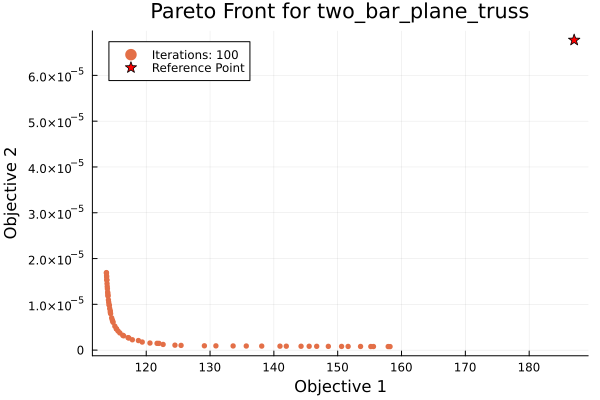 Pareto Front for two_bar_plane_truss
Iterations: 100
Reference Point
Objective 2
6.0×10⁻⁵
5.0×10⁻⁵
4.0×10⁻⁵
3.0×10⁻⁵
2.0×10⁻⁵
1.0×10⁻⁵
0
120 130 140 150 160 170 180
Objective 1